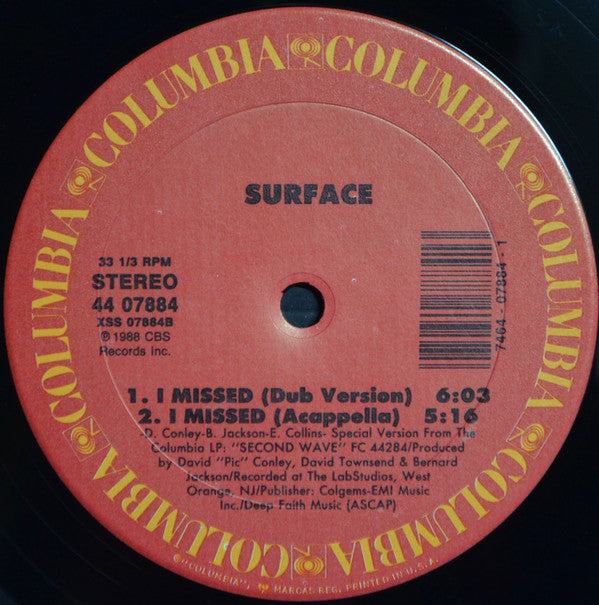 COLUMBIA COLUMBIA COLUMBIA COLUMBIA COLUMBIA COLUMBIA COLUMBIA
SURFACE
33 1/3 RPM
STEREO
44 07884
XSS 07884B
℗ 1988 CBS
Records Inc.
7464 - 07884 - 1
1. I MISSED (Dub Version) 6:03
2. I MISSED (Acappella) 5:16
-D. Conley-B. Jackson-E. Collins- Special Version From The
Columbia LP: "SECOND WAVE" FC 44284/Produced
by David "Pic" Conley, David Townsend & Bernard
Jackson/Recorded at The LabStudios, West
Orange, NJ/Publisher: Colgems-EMI Music
Inc./Deep Faith Music (ASCAP)
"COLUMBIA", MARCAS REG. PRINTED IN U.S.A.